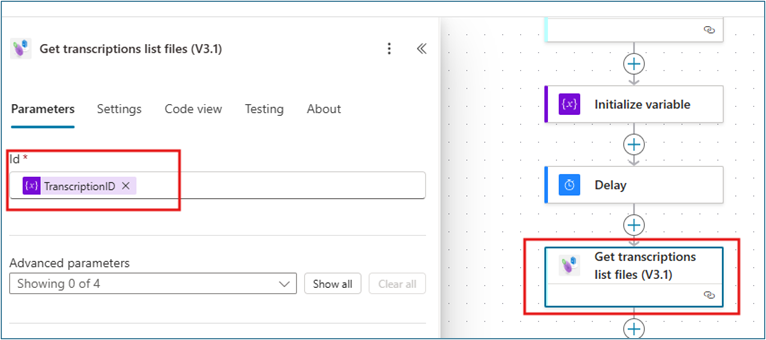 Get transcriptions list files (V3.1)
Parameters
Settings
Code view
Testing
About
Id *
{x} TranscriptionID ×
Advanced parameters
Showing 0 of 4
Show all
Clear all
{x} Initialize variable
Delay
Get transcriptions
list files (V3.1)